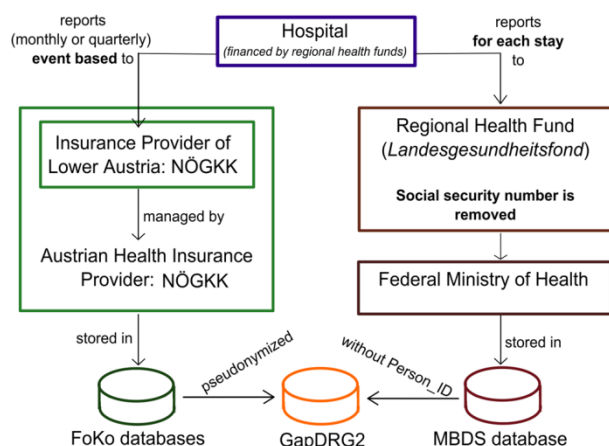 reports
(monthly or quarterly)
event based to
Hospital
(financed by regional health funds)
reports
for each stay
to
Insurance Provider of
Lower Austria: NÖGKK
managed by
Austrian Health Insurance
Provider: NÖGKK
Regional Health Fund
(Landesgesundheitsfond)
Social security number is
removed
Federal Ministry of Health
stored in
stored in
pseudonymized
without Person_ID
FoKo databases
GapDRG2
MBDS database